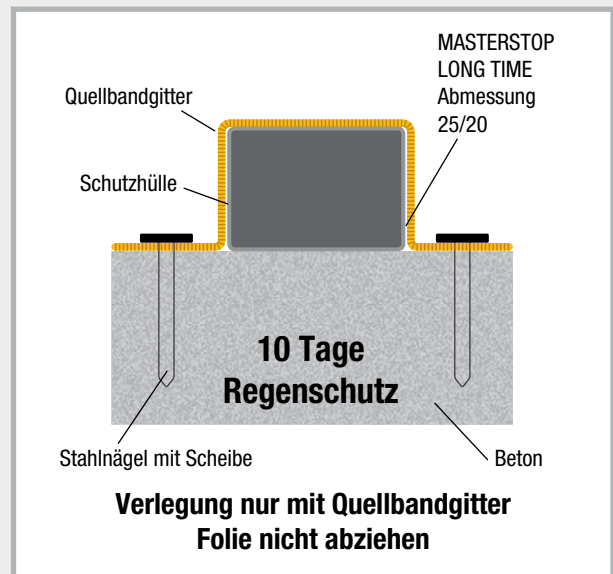 MASTERSTOP
LONG TIME
Abmessung
25/20
Quellbandgitter
Schutzhülle
10 Tage
Regenschutz
Stahlnägel mit Scheibe
Beton
Verlegung nur mit Quellbandgitter
Folie nicht abziehen